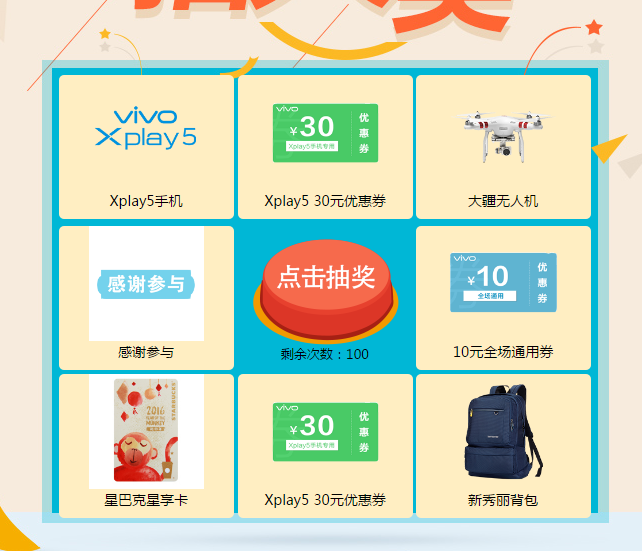 vivo
Xplay5
Xplay5手机
vivo
¥30
Xplay5手机专用
优惠券
Xplay5 30元优惠券
大疆无人机
感谢参与
感谢参与
点击抽奖
剩余次数：100
vivo
¥10
全场通用
优惠券
10元全场通用券
2016
MONKEY
STARBUCKS
星巴克星享卡
vivo
¥30
Xplay5手机专用
优惠券
Xplay5 30元优惠券
新秀丽背包